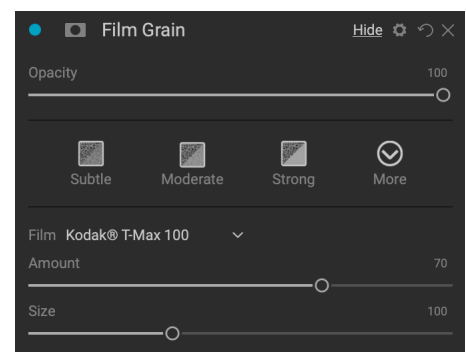 Film Grain Hide
Opacity 100
Subtle Moderate Strong More
Film Kodak® T-Max 100
Amount 70
Size 100